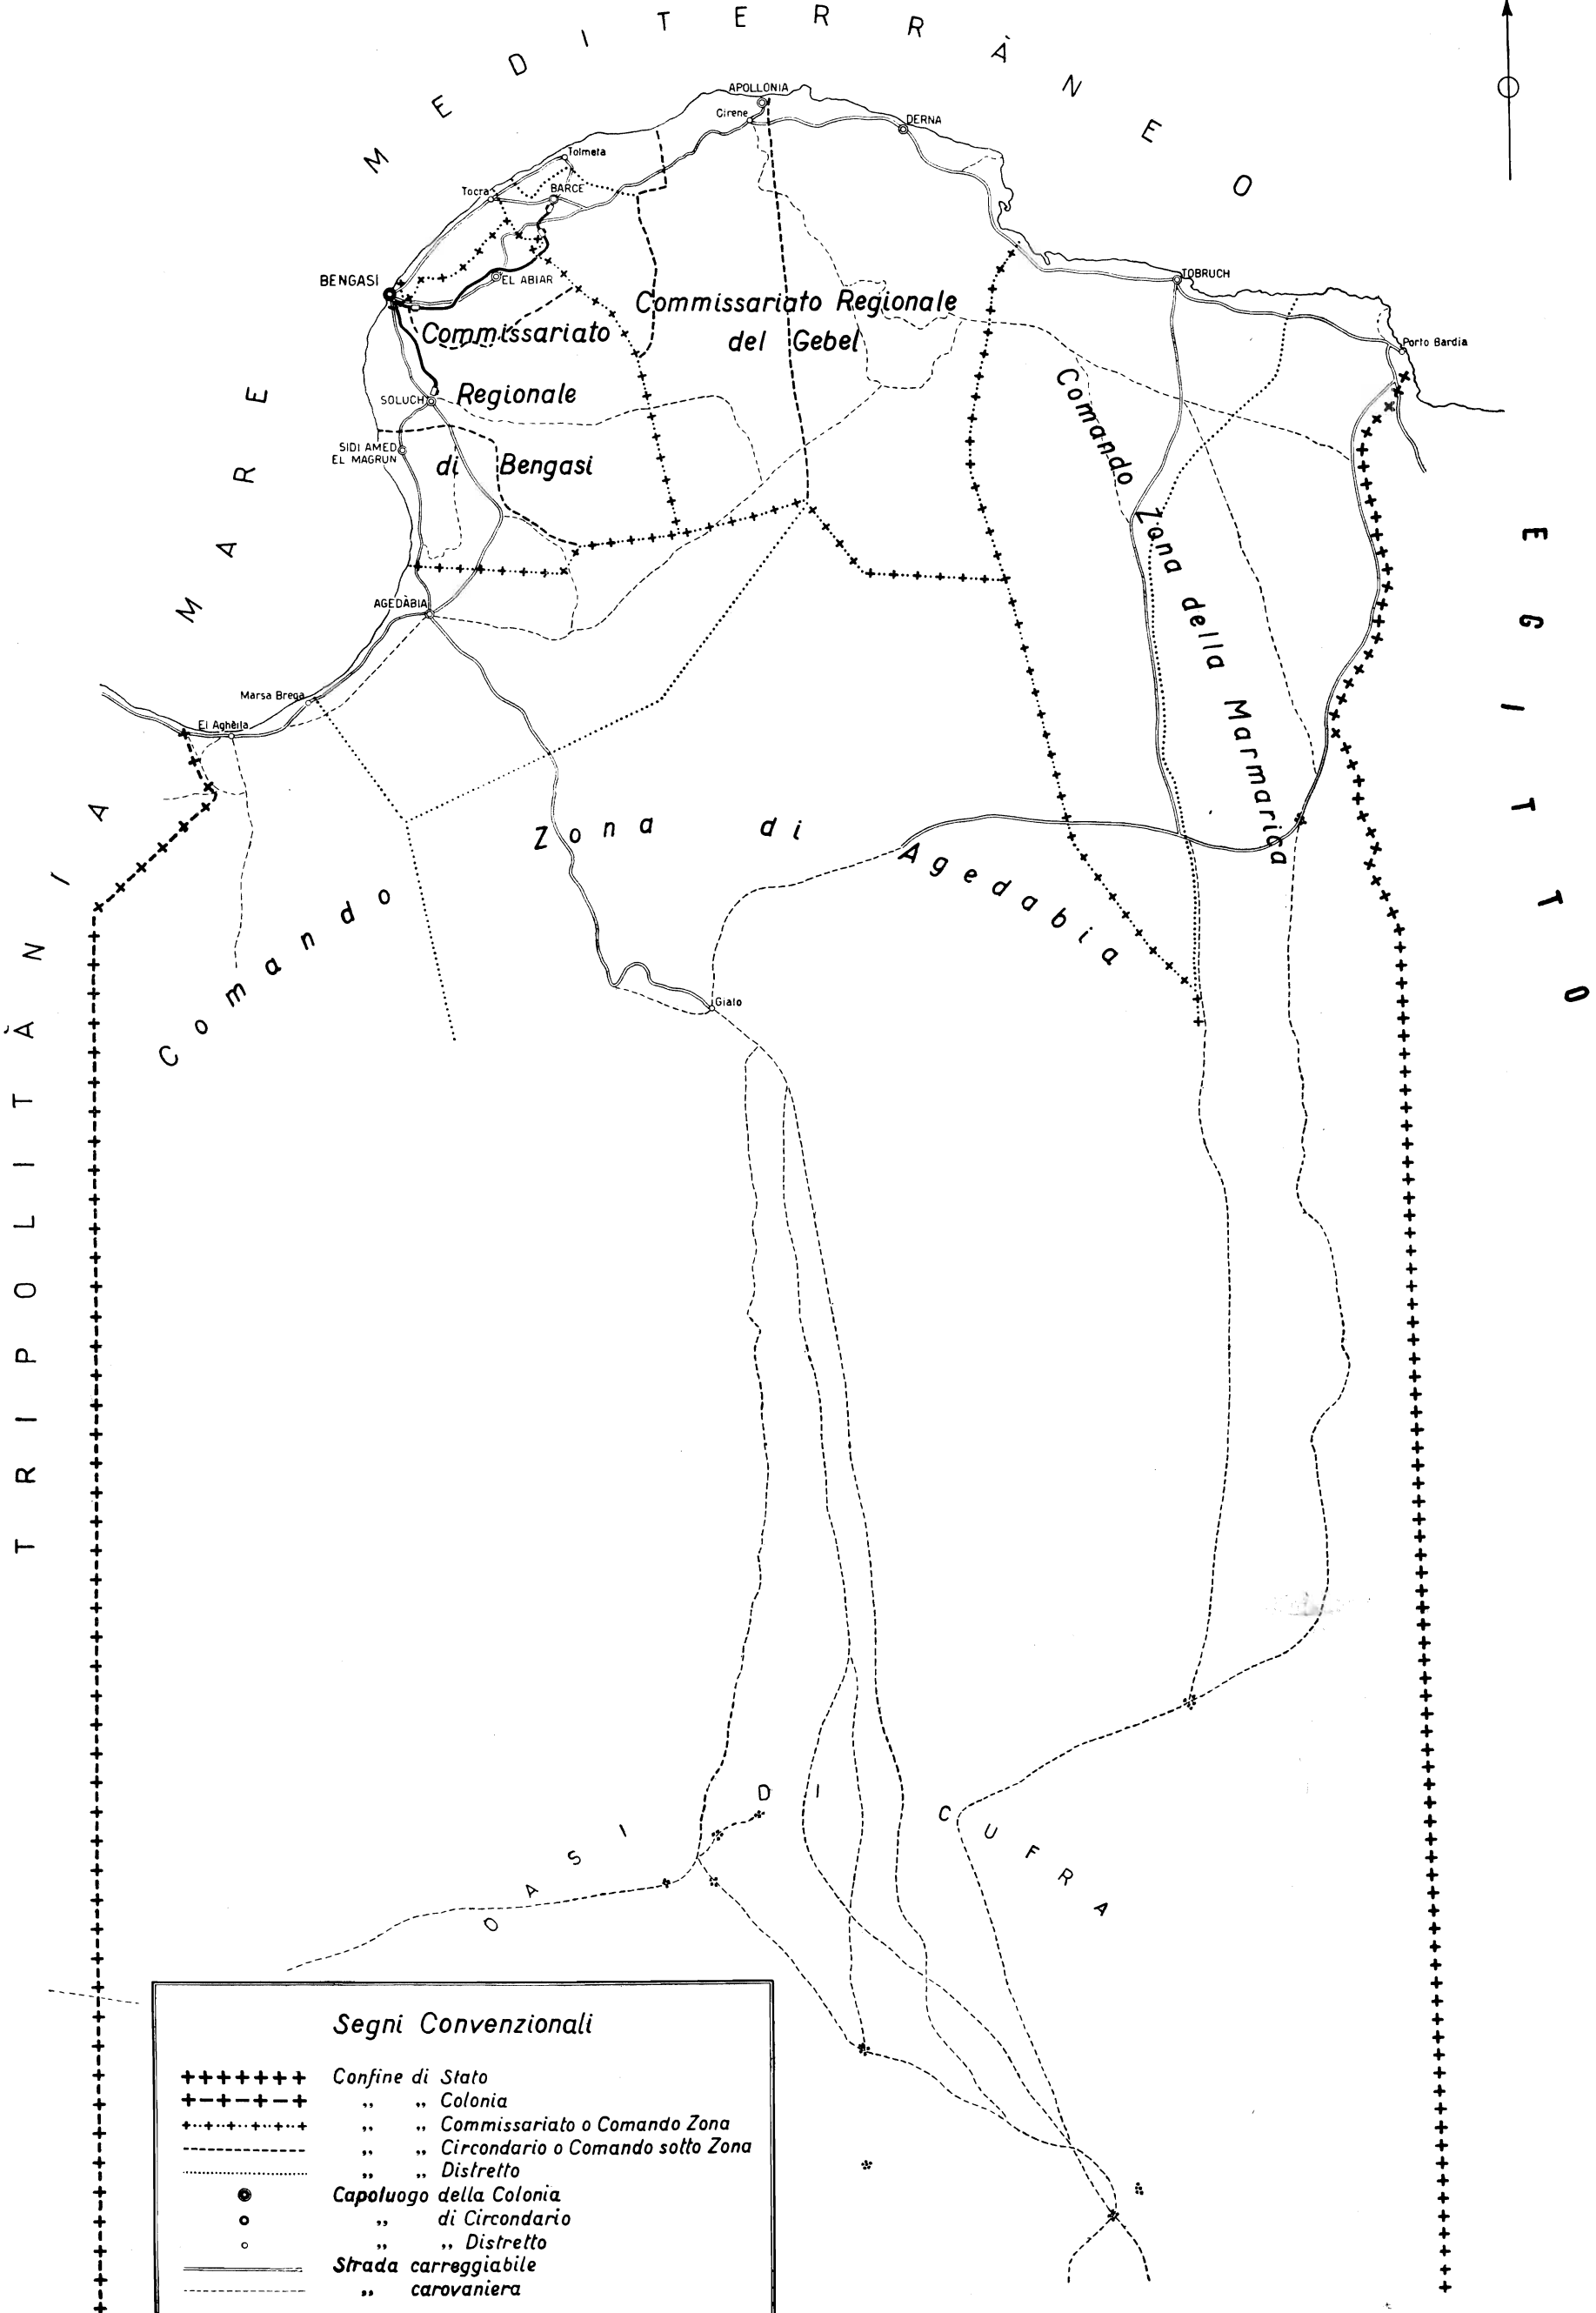 MARE MEDITERRÀNEO
APOLLONIA
Cirene
DERNA
Tolmeta
Tocra
BARCE
BENGASI
EL ABIAR
TOBRUCH
Porto Bardia
Commissariato Regionale
del Gebel
Commissariato
Regionale
di Bengasi
SOLUCH
SIDI AMED
EL MAGRUN
Comando Zona della Marmarica
EGITTO
AGEDÀBIA
Marsa Brega
El Aghèila
Comando Zona di Agedabia
Gialo
TRIPOLITÀNIA
OASI DI CUFRA
Segni Convenzionali
Confine di Stato
„ „ Colonia
„ „ Commissariato o Comando Zona
„ „ Circondario o Comando sotto Zona
„ „ Distretto
Capoluogo della Colonia
„ di Circondario
„ „ Distretto
Strada carreggiabile
„ carovaniera